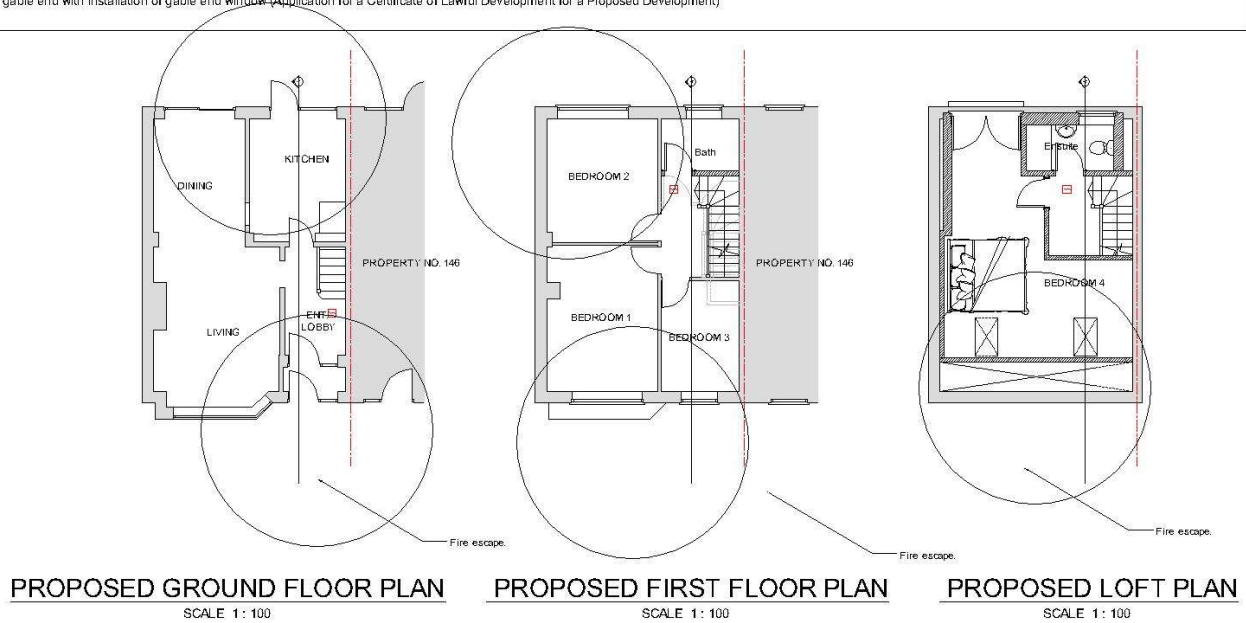 gable end with installation of gable end window (Application for a Certificate of Lawful Development for a Proposed Development)
KITCHEN
DINING
PROPERTY NO. 146
ENT.
LOBBY
LIVING
Fire escape.
Bath
BEDROOM 2
PROPERTY NO. 146
BEDROOM 1
BEDROOM 3
Fire escape.
Ensuite
BEDROOM 4
Fire escape.
PROPOSED GROUND FLOOR PLAN
SCALE 1 : 100
PROPOSED FIRST FLOOR PLAN
SCALE 1 : 100
PROPOSED LOFT PLAN
SCALE 1 : 100